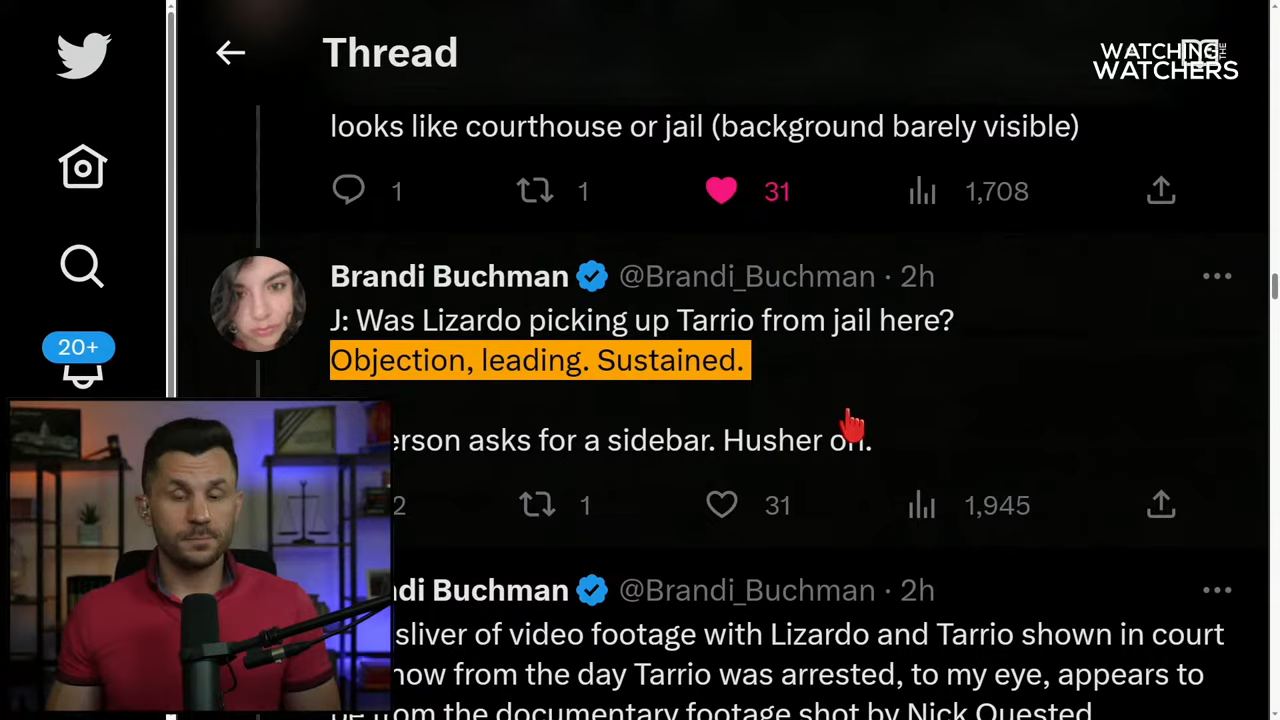 Thread
WATCHING THE
WATCHERS
looks like courthouse or jail (background barely visible)
1 1 31 1,708
Brandi Buchman @Brandi_Buchman · 2h
J: Was Lizardo picking up Tarrio from jail here?
Objection, leading. Sustained.
20+
erson asks for a sidebar. Husher on.
2 1 31 1,945
di Buchman @Brandi_Buchman · 2h
sliver of video footage with Lizardo and Tarrio shown in court
now from the day Tarrio was arrested, to my eye, appears to
be from the documentary footage shot by Nick Quested